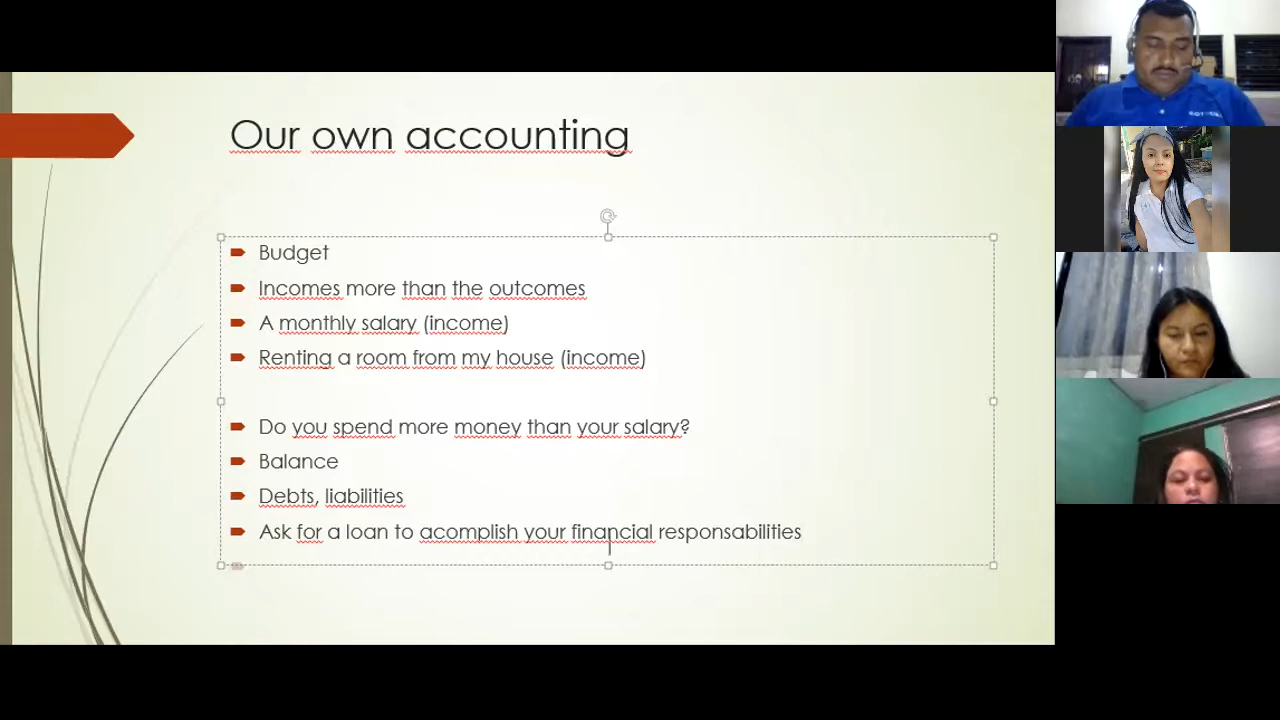 Our own accounting
Budget
Incomes more than the outcomes
A monthly salary (income)
Renting a room from my house (income)
Do you spend more money than your salary?
Balance
Debts, liabilities
Ask for a loan to acomplish your financial responsabilities